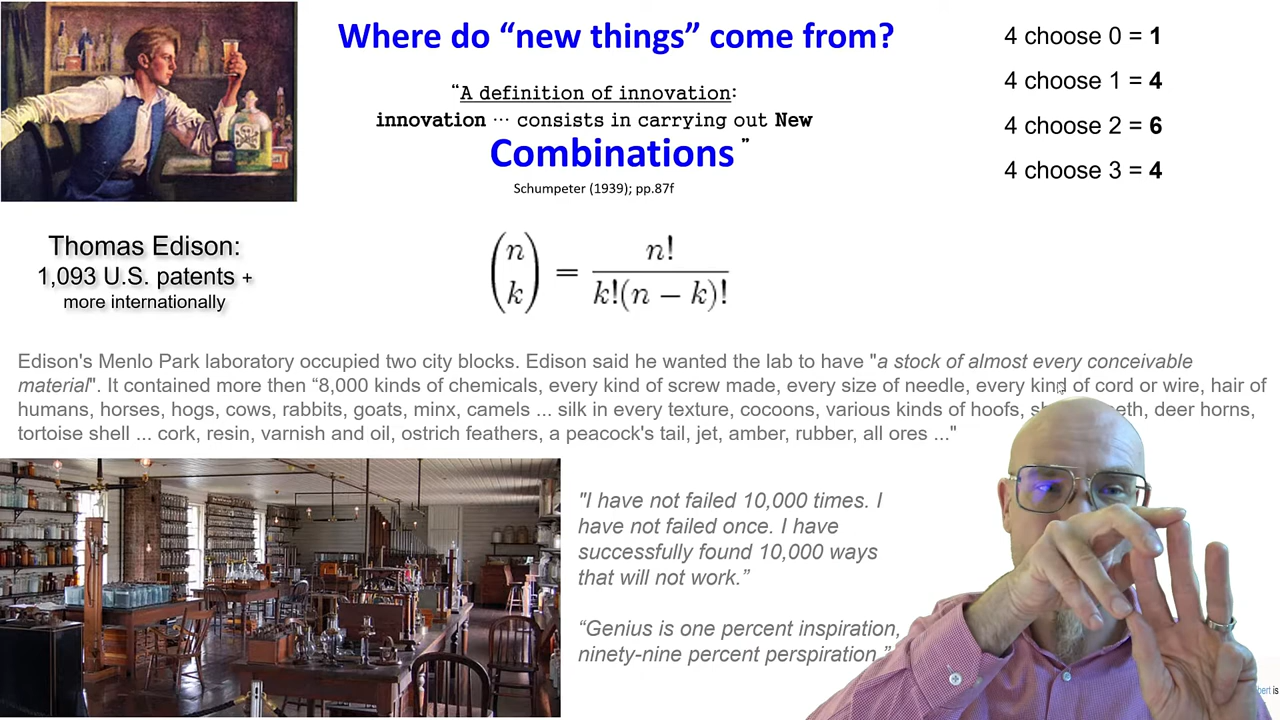 Where do “new things” come from?
“A definition of innovation:
innovation ··· consists in carrying out New
Combinations ”
Schumpeter (1939); pp.87f
4 choose 0 = 1
4 choose 1 = 4
4 choose 2 = 6
4 choose 3 = 4
Thomas Edison:
1,093 U.S. patents +
more internationally
(n k) = n! / k!(n − k)!
Edison's Menlo Park laboratory occupied two city blocks. Edison said he wanted the lab to have "a stock of almost every conceivable
material". It contained more then “8,000 kinds of chemicals, every kind of screw made, every size of needle, every kind of cord or wire, hair of
humans, horses, hogs, cows, rabbits, goats, minx, camels ... silk in every texture, cocoons, various kinds of hoofs, deer horns,
tortoise shell ... cork, resin, varnish and oil, ostrich feathers, a peacock's tail, jet, amber, rubber, all ores ..."
"I have not failed 10,000 times. I
have not failed once. I have
successfully found 10,000 ways
that will not work.”
“Genius is one percent inspiration,
ninety-nine percent perspiration.”
is